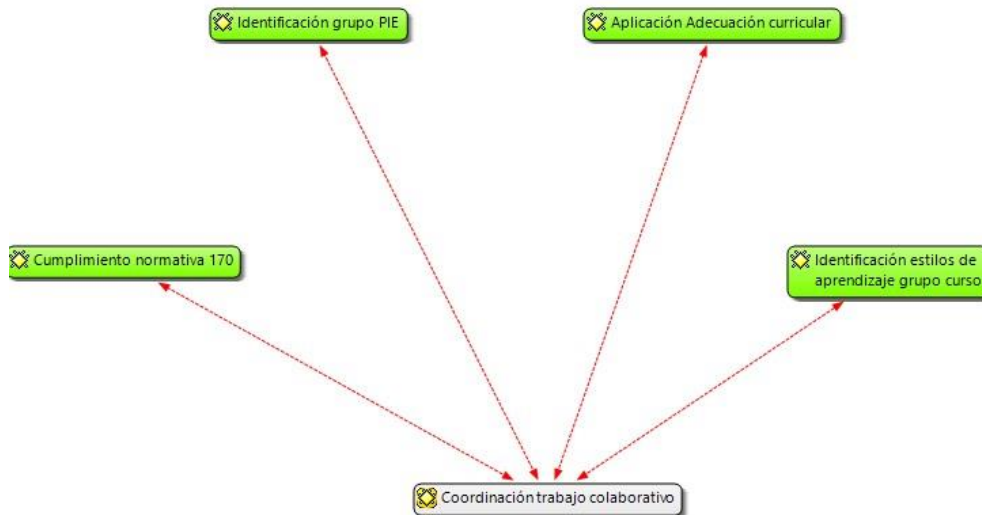 Identificación grupo PIE
Aplicación Adecuación curricular
Cumplimiento normativa 170
Identificación estilos de
aprendizaje grupo curso
Coordinación trabajo colaborativo